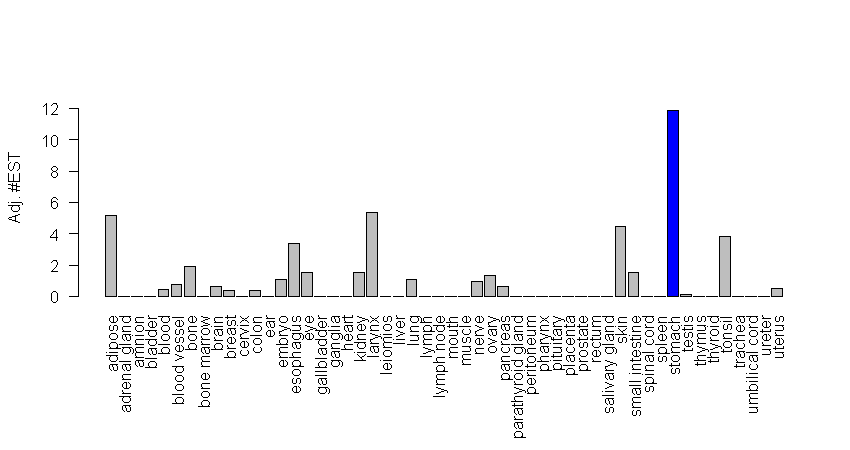 Adj. #EST
12
10
8
6
4
2
0
adipose
adrenal gland
amnion
bladder
blood
blood vessel
bone
bone marrow
brain
breast
cervix
colon
ear
embryo
esophagus
eye
gallbladder
ganglia
heart
kidney
larynx
leiomios
liver
lung
lymph
lymph node
mouth
muscle
nerve
ovary
pancreas
parathyroid gland
peritoneum
pharynx
pituitary
placenta
prostate
rectum
salivary gland
skin
small intestine
spinal cord
spleen
stomach
testis
thymus
thyroid
tonsil
trachea
umbilical cord
ureter
uterus